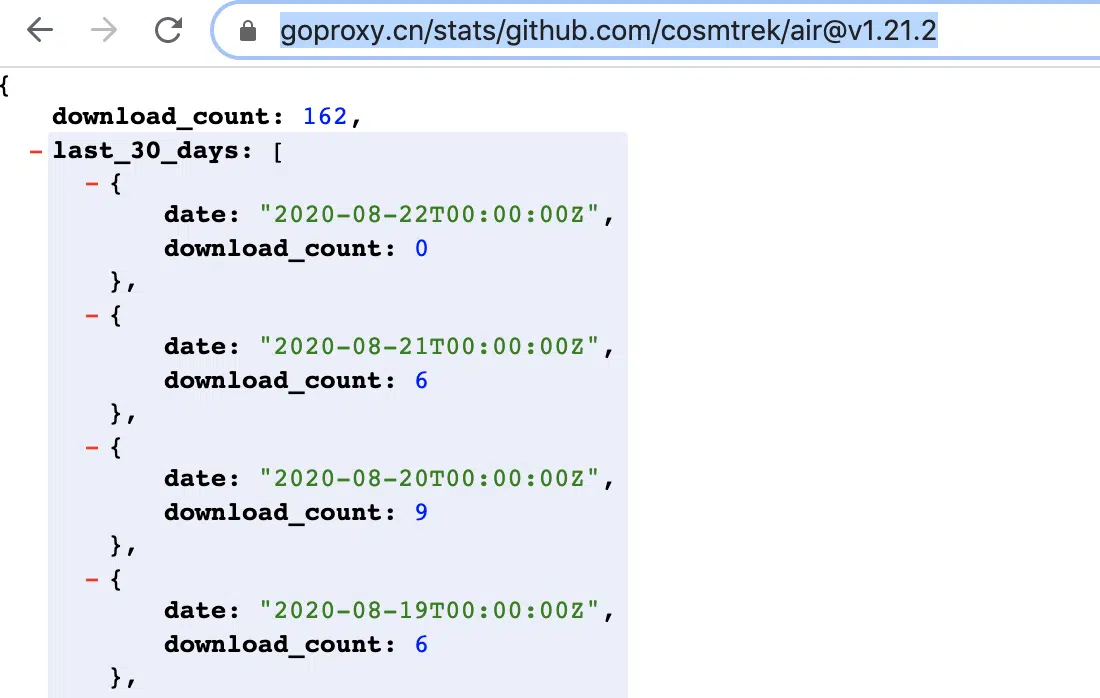 goproxy.cn/stats/github.com/cosmtrek/air@v1.21.2
{
download_count: 162,
- last_30_days: [
- {
date: "2020-08-22T00:00:00Z",
download_count: 0
},
- {
date: "2020-08-21T00:00:00Z",
download_count: 6
},
- {
date: "2020-08-20T00:00:00Z",
download_count: 9
},
- {
date: "2020-08-19T00:00:00Z",
download_count: 6
},